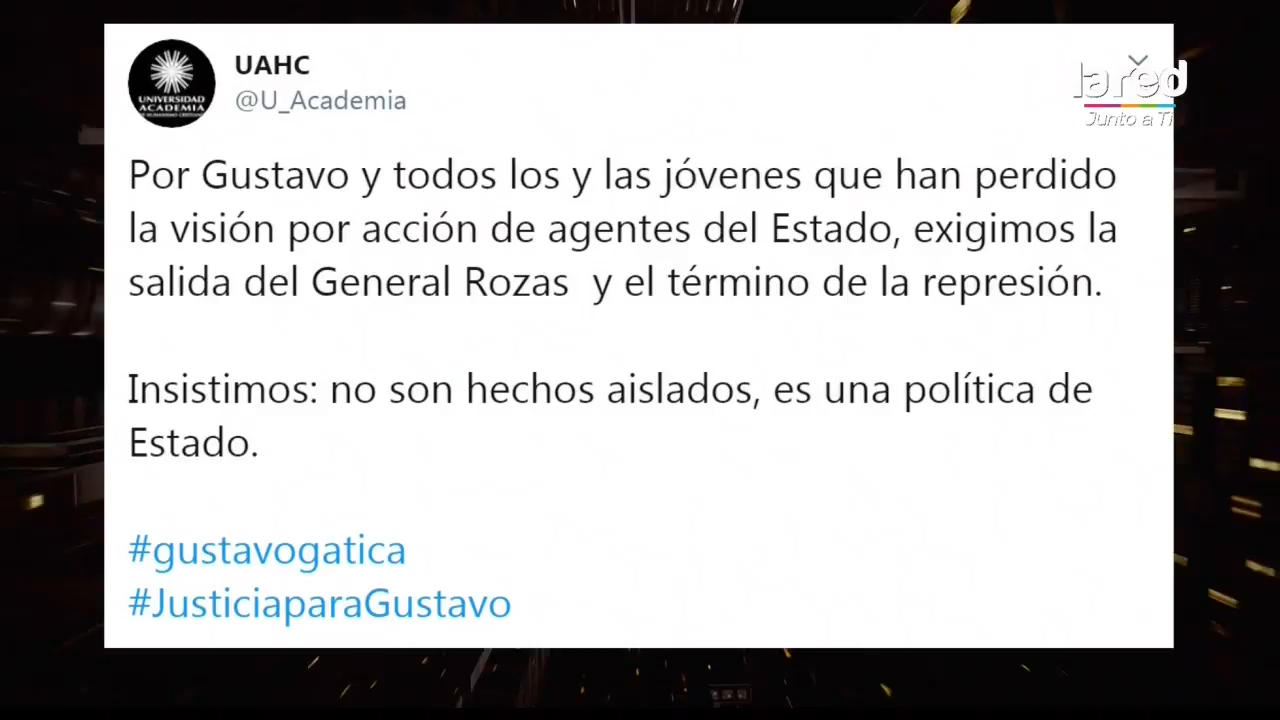 UAHC
@U_Academia
UNIVERSIDAD
ACADEMIA
la red
Junto a Ti
Por Gustavo y todos los y las jóvenes que han perdido
la visión por acción de agentes del Estado, exigimos la
salida del General Rozas  y el término de la represión.
Insistimos: no son hechos aislados, es una política de
Estado.
#gustavogatica
#JusticiaparaGustavo